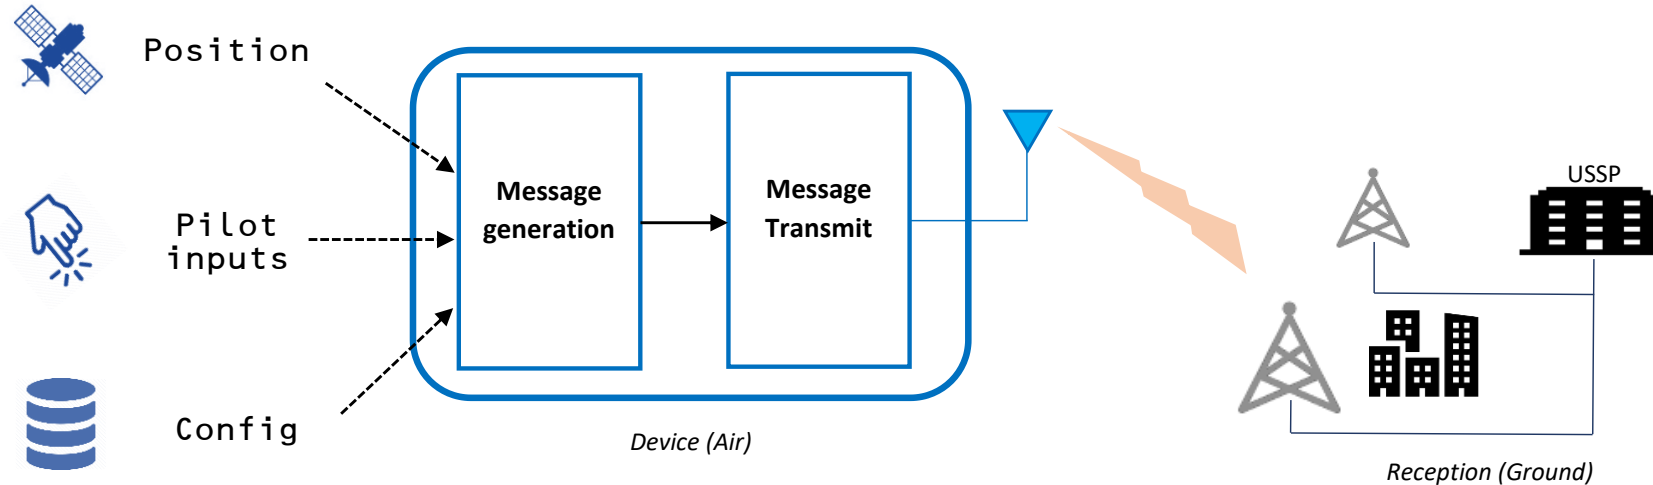 Position
Pilot
inputs
Config
Message
generation
Message
Transmit
Device (Air)
USSP
Reception (Ground)